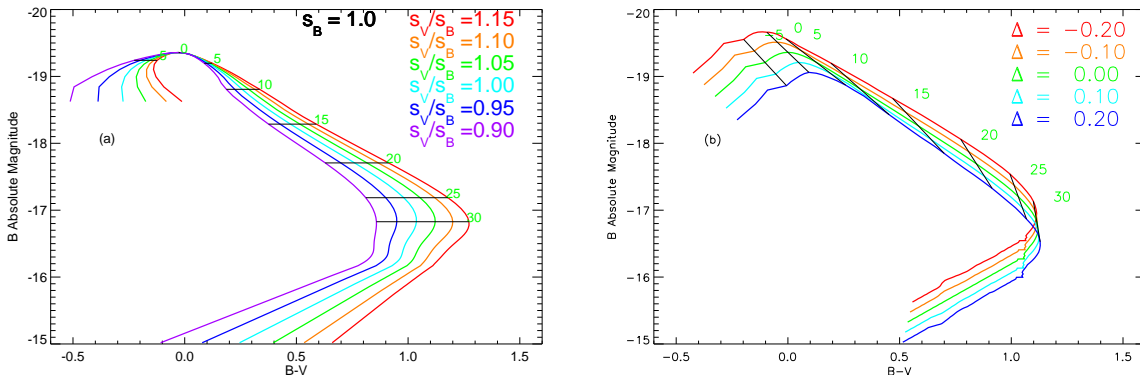 s_B = 1.0
s_V/s_B=1.15
s_V/s_B=1.10
s_V/s_B=1.05
s_V/s_B=1.00
s_V/s_B=0.95
s_V/s_B=0.90
-20
-19
-18
-17
-16
-15
B Absolute Magnitude
(a)
-5
0
5
10
15
20
25
30
-0.5
0.0
0.5
1.0
1.5
B-V
Δ = -0.20
Δ = -0.10
Δ = 0.00
Δ = 0.10
Δ = 0.20
-20
-19
-18
-17
-16
-15
B Absolute Magnitude
(b)
-5
0
5
10
15
20
25
30
-0.5
0.0
0.5
1.0
1.5
B-V